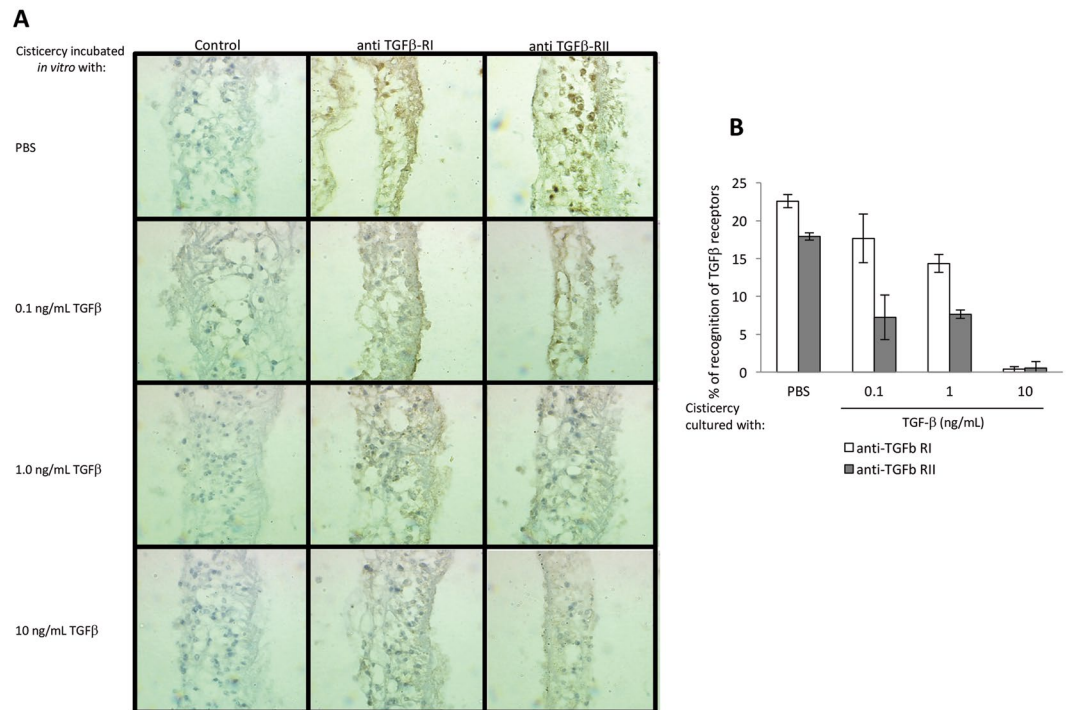 A
Cisticercy incubated
in vitro with:
Control
anti TGFβ-RI
anti TGFβ-RII
PBS
0.1 ng/mL TGFβ
1.0 ng/mL TGFβ
10 ng/mL TGFβ
B
% of recognition of TGFβ receptors
25
20
15
10
5
0
PBS
0.1
1
10
Cisticercy
cultured with:
TGF-β (ng/mL)
anti-TGFb RI
anti-TGFb RII